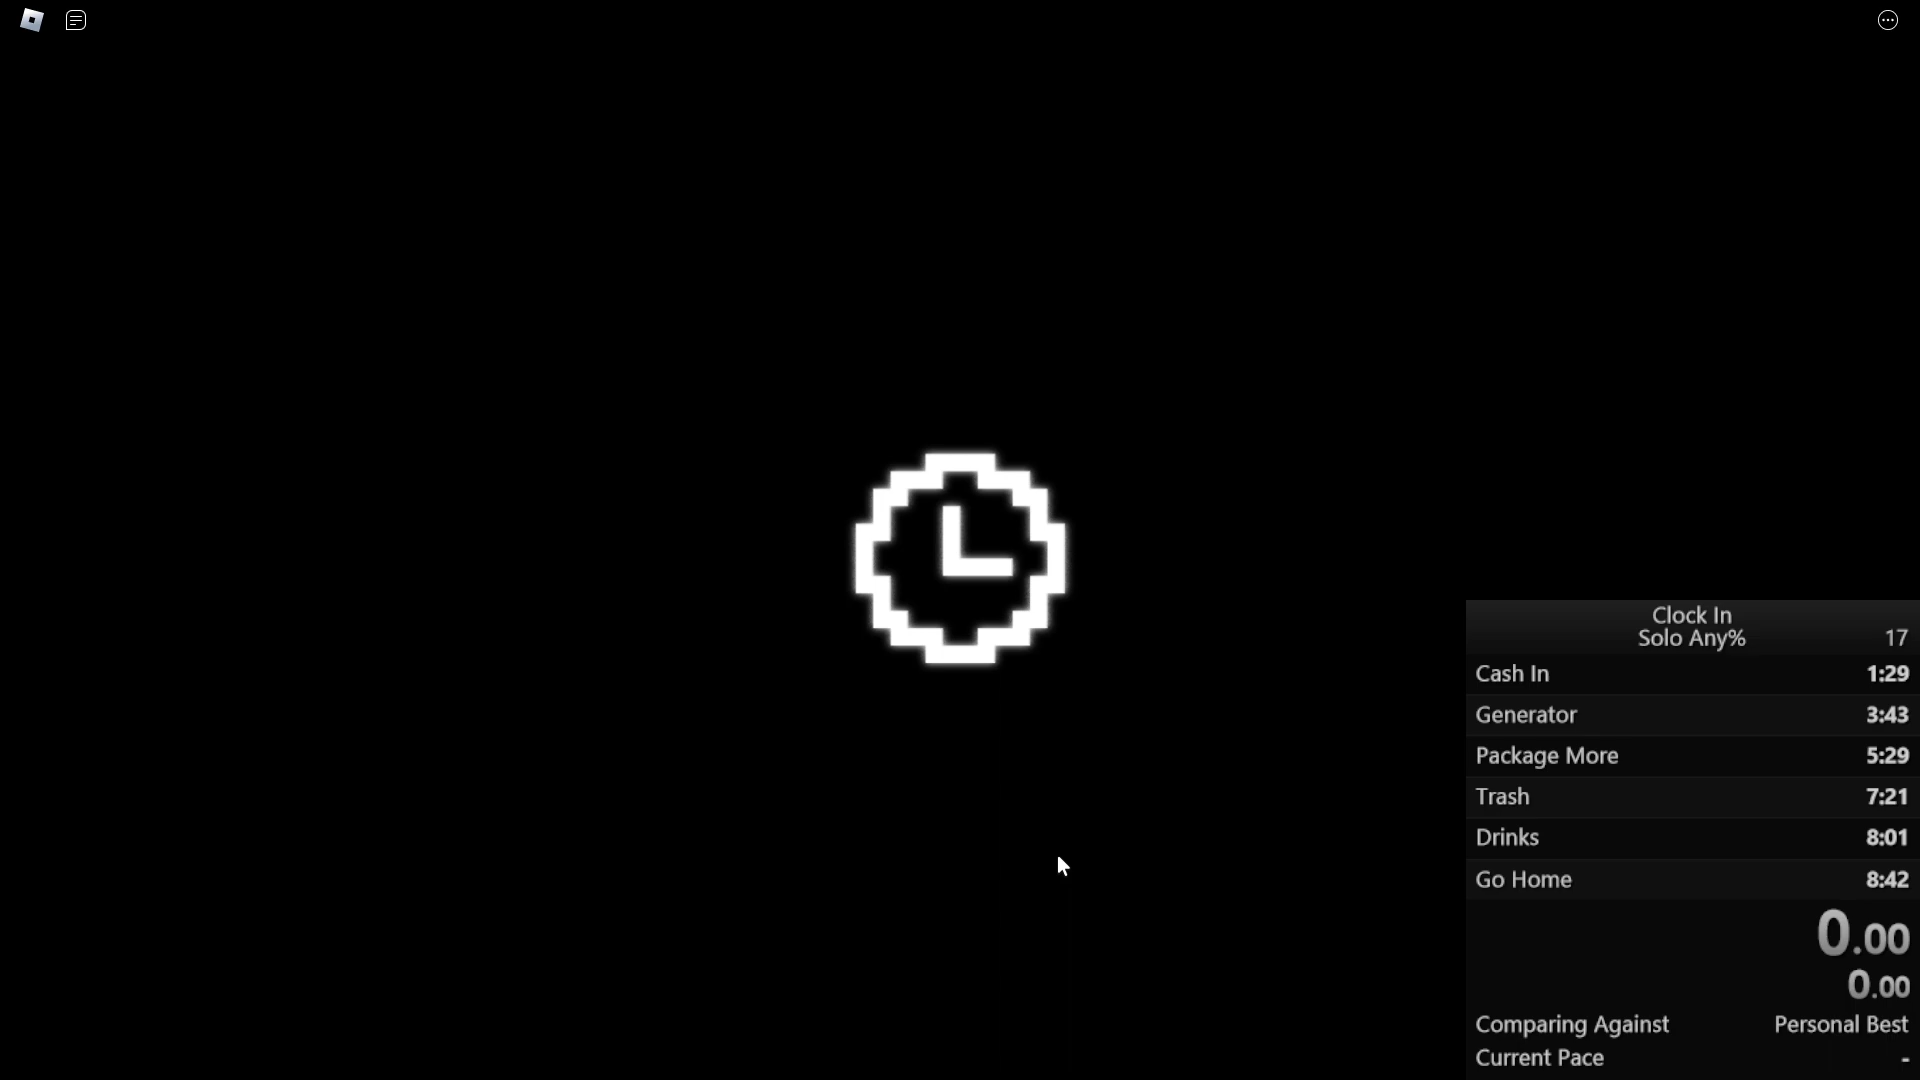 Clock In
Solo Any% 17
Cash In 1:29
Generator 3:43
Package More 5:29
Trash 7:21
Drinks 8:01
Go Home 8:42
0.00
0.00
Comparing Against Personal Best
Current Pace -